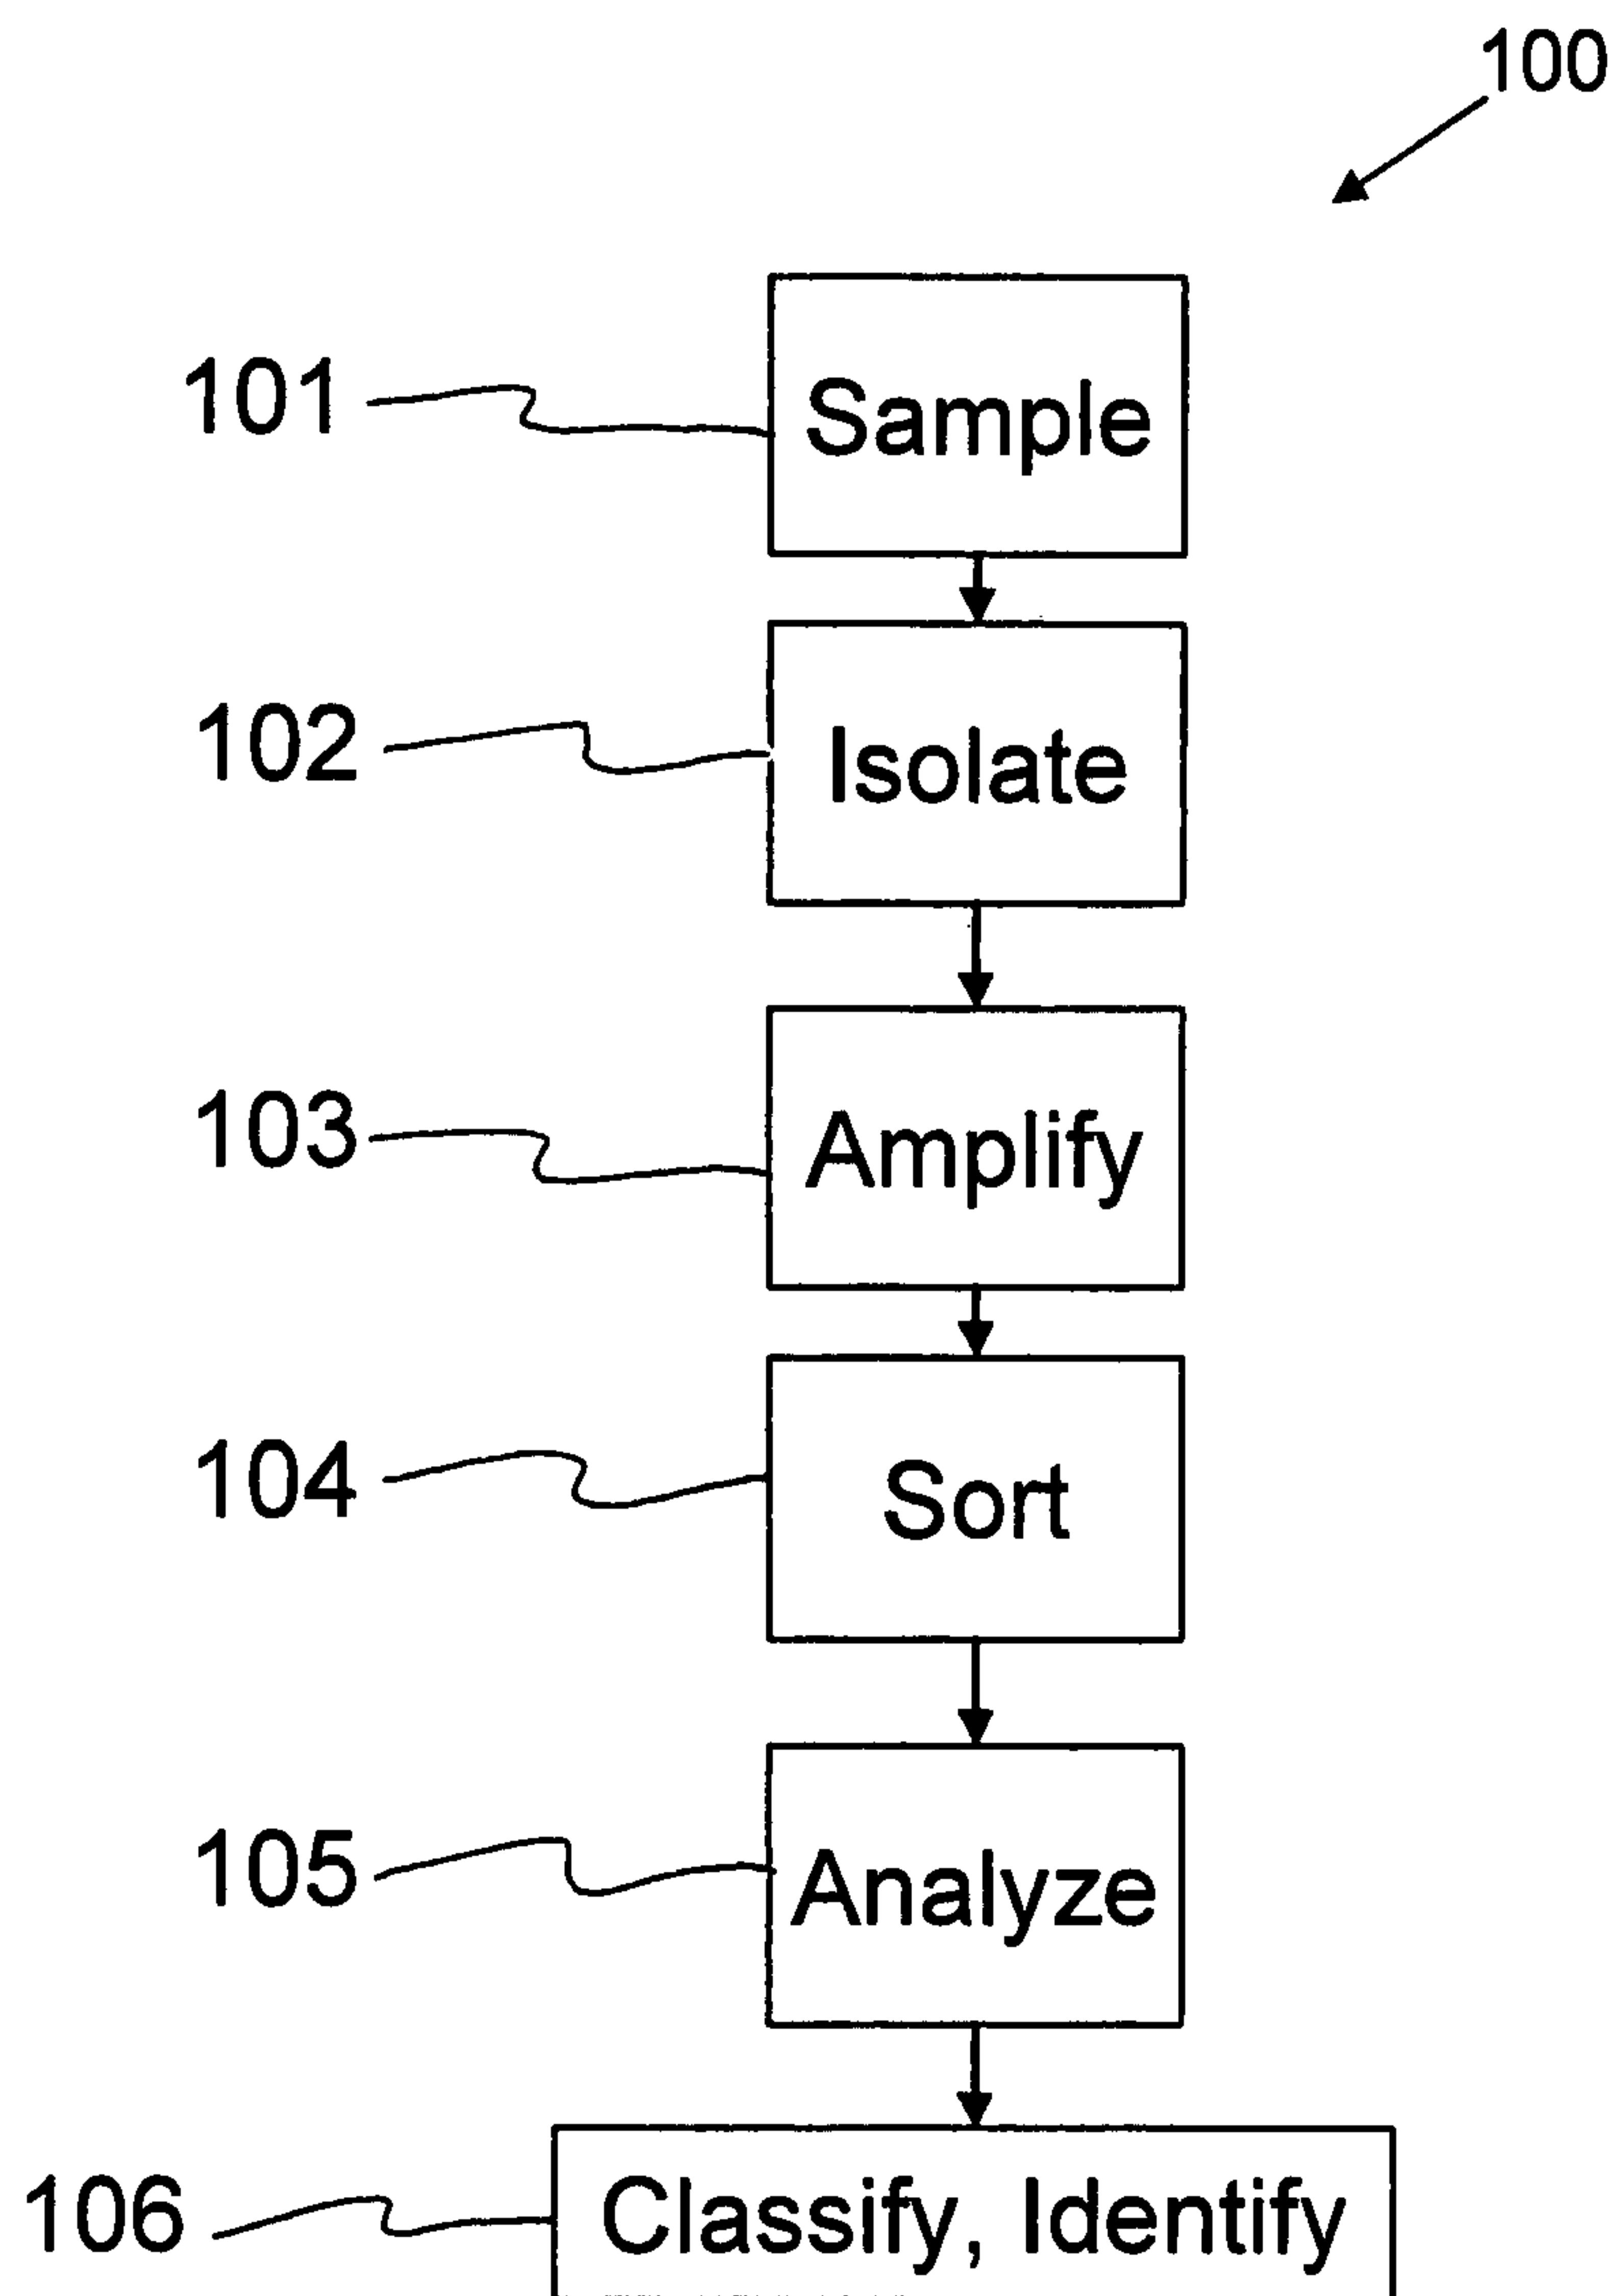 100
101 Sample
102 Isolate
103 Amplify
104 Sort
105 Analyze
106 Classify, Identify